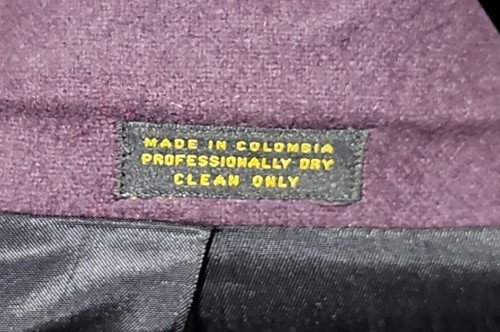 MADE IN COLOMBIA
PROFESSIONALLY DRY
CLEAN ONLY